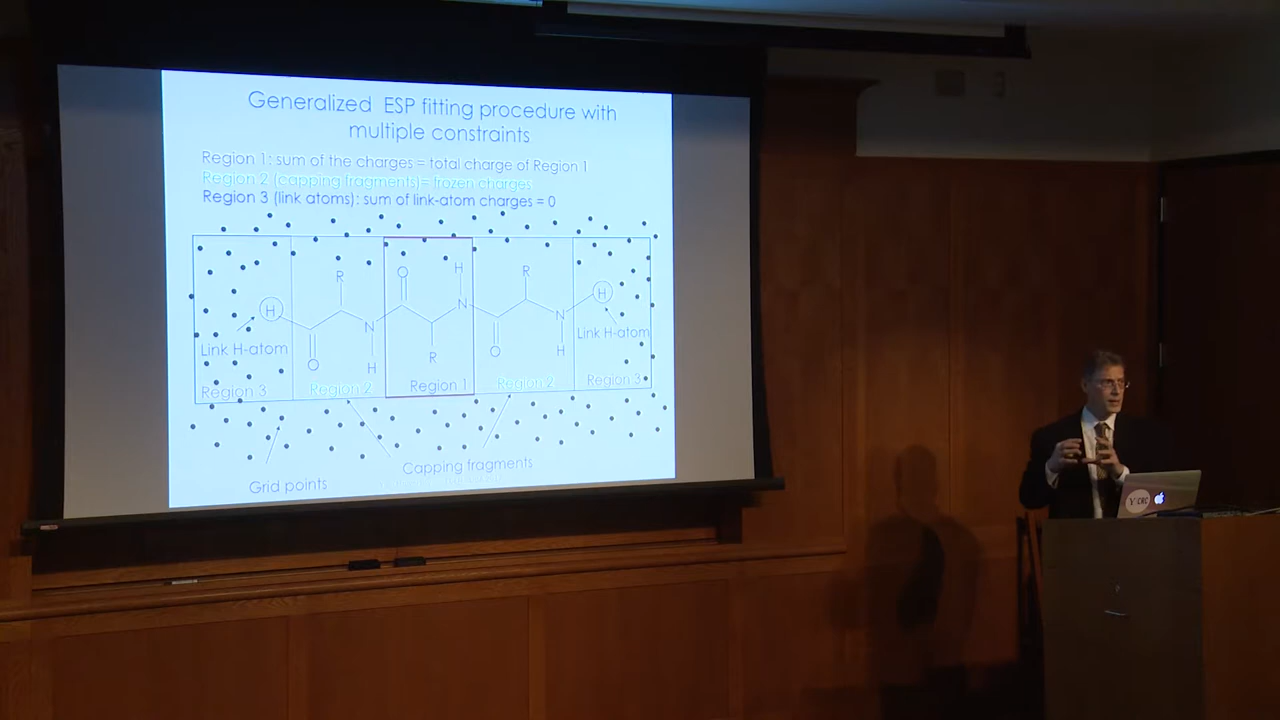 Generalized ESP fitting procedure with
multiple constraints
Region 1: sum of the charges = total charge of Region 1
Region 2 (capping fragments)= frozen charges
Region 3 (link atoms): sum of link-atom charges = 0
R O H R
H N H
N
Link H-atom Link H-atom
O H R O H
Region 3 Region 2 Region 1 Region 2 Region 3
Capping fragments
Grid points